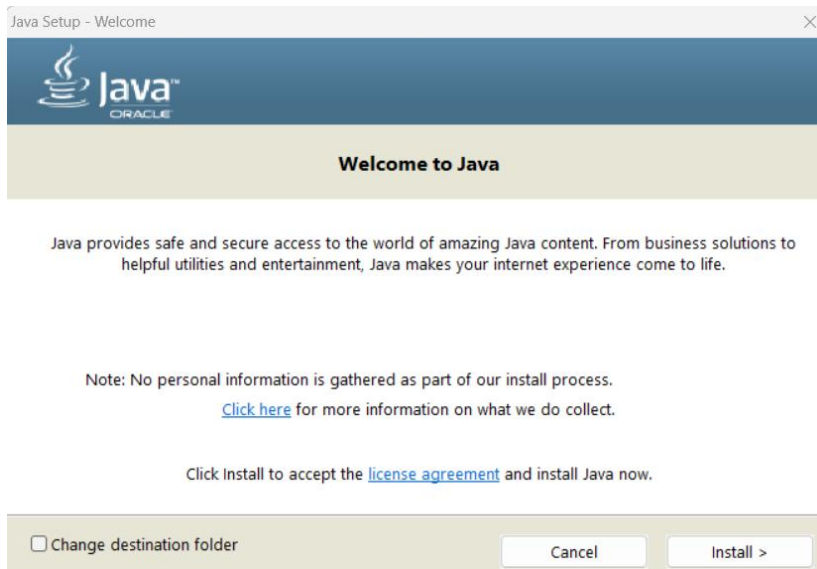 Java Setup - Welcome
Java™
ORACLE
Welcome to Java
Java provides safe and secure access to the world of amazing Java content. From business solutions to
helpful utilities and entertainment, Java makes your internet experience come to life.
Note: No personal information is gathered as part of our install process.
Click here for more information on what we do collect.
Click Install to accept the license agreement and install Java now.
Change destination folder
Cancel
Install >